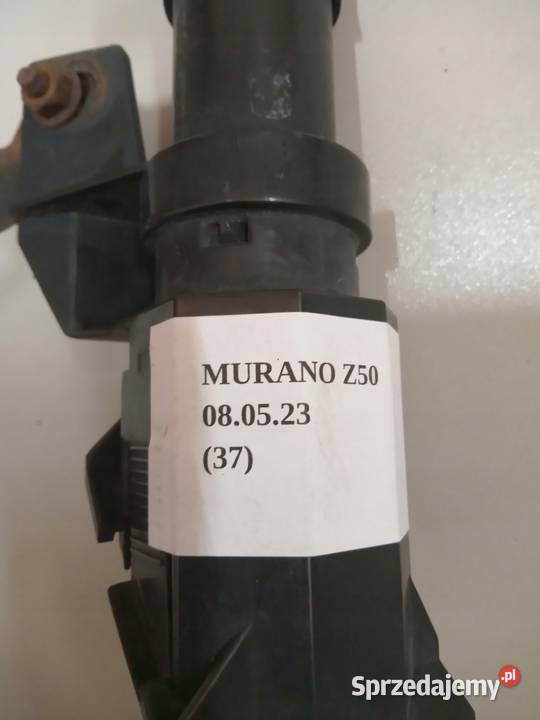 MURANO Z50
08.05.23
(37)
Sprzedajemy.pl